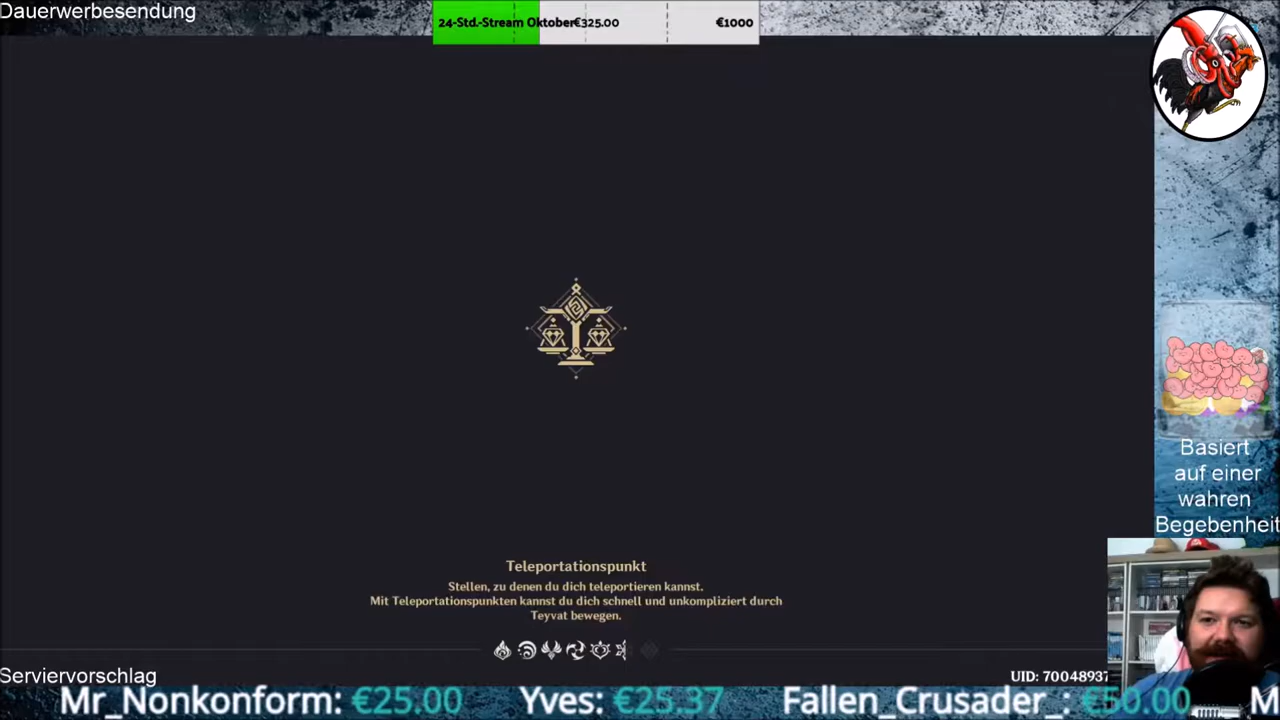 Dauerwerbesendung
24-Std.-Stream Oktober€325.00 €1000
Basiert
auf einer
wahren
Begebenheit
Teleportationspunkt
Stellen, zu denen du dich teleportieren kannst.
Mit Teleportationspunkten kannst du dich schnell und unkompliziert durch
Teyvat bewegen.
Serviervorschlag
UID: 70048937
Mr_Nonkonform: €25.00 Yves: €25.37 Fallen_Crusader_: €50.00 M